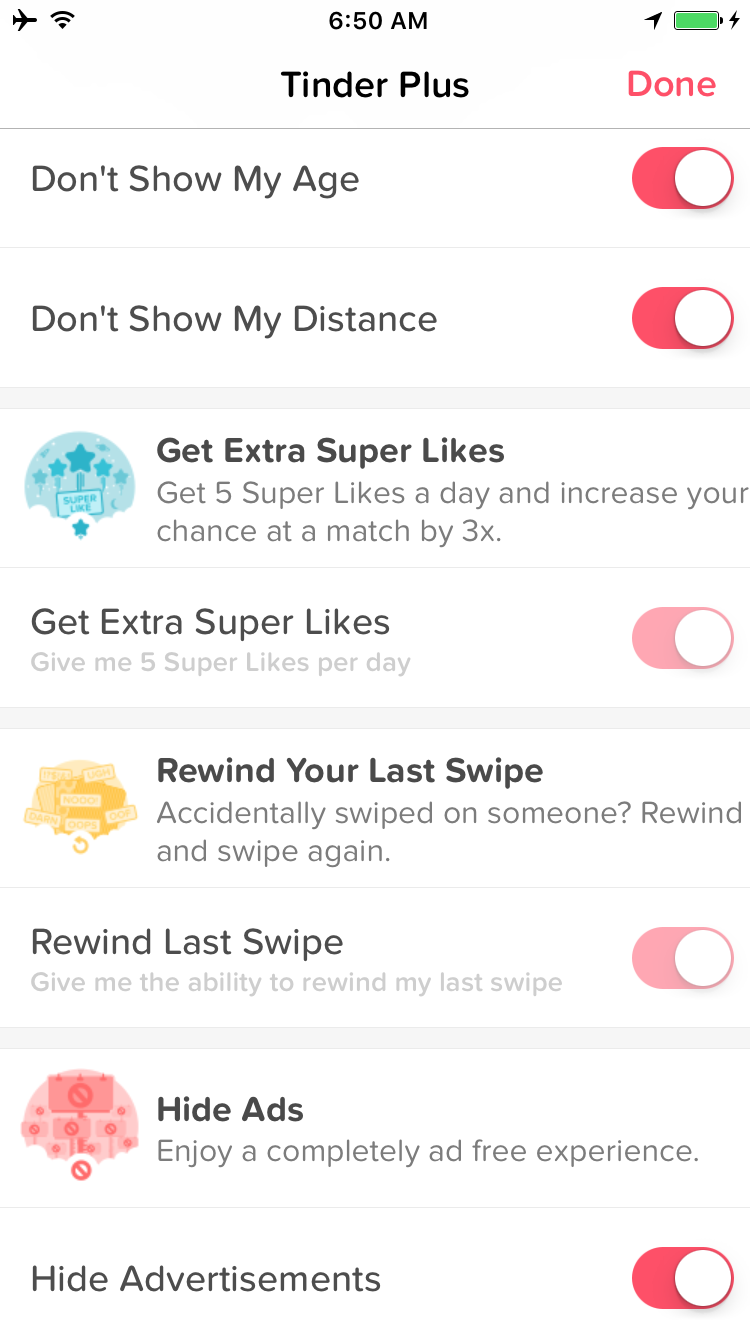 6:50 AM
Tinder Plus
Done
Don't Show My Age
Don't Show My Distance
SUPER
LIKE
Get Extra Super Likes
Get 5 Super Likes a day and increase your
chance at a match by 3x.
Get Extra Super Likes
Give me 5 Super Likes per day
UGH
NOOO!
DARN
OOPS
OOF
Rewind Your Last Swipe
Accidentally swiped on someone? Rewind
and swipe again.
Rewind Last Swipe
Give me the ability to rewind my last swipe
Hide Ads
Enjoy a completely ad free experience.
Hide Advertisements